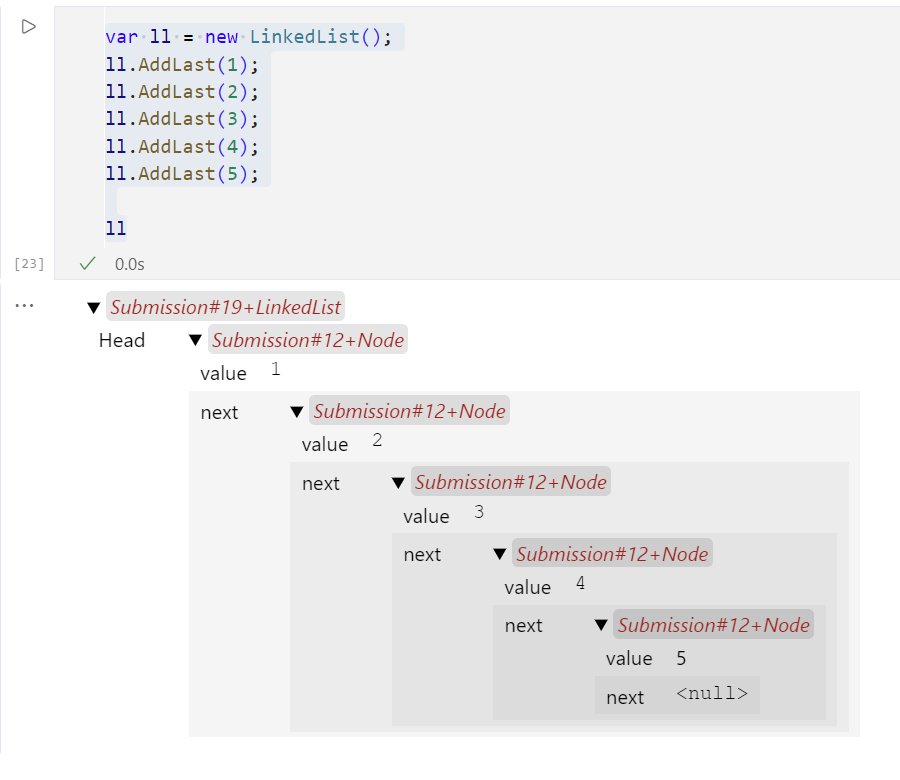 var ll = new LinkedList();
ll.AddLast(1);
ll.AddLast(2);
ll.AddLast(3);
ll.AddLast(4);
ll.AddLast(5);
ll
[23] 0.0s
... Submission#19+LinkedList
Head Submission#12+Node
value 1
next Submission#12+Node
value 2
next Submission#12+Node
value 3
next Submission#12+Node
value 4
next Submission#12+Node
value 5
next <null>